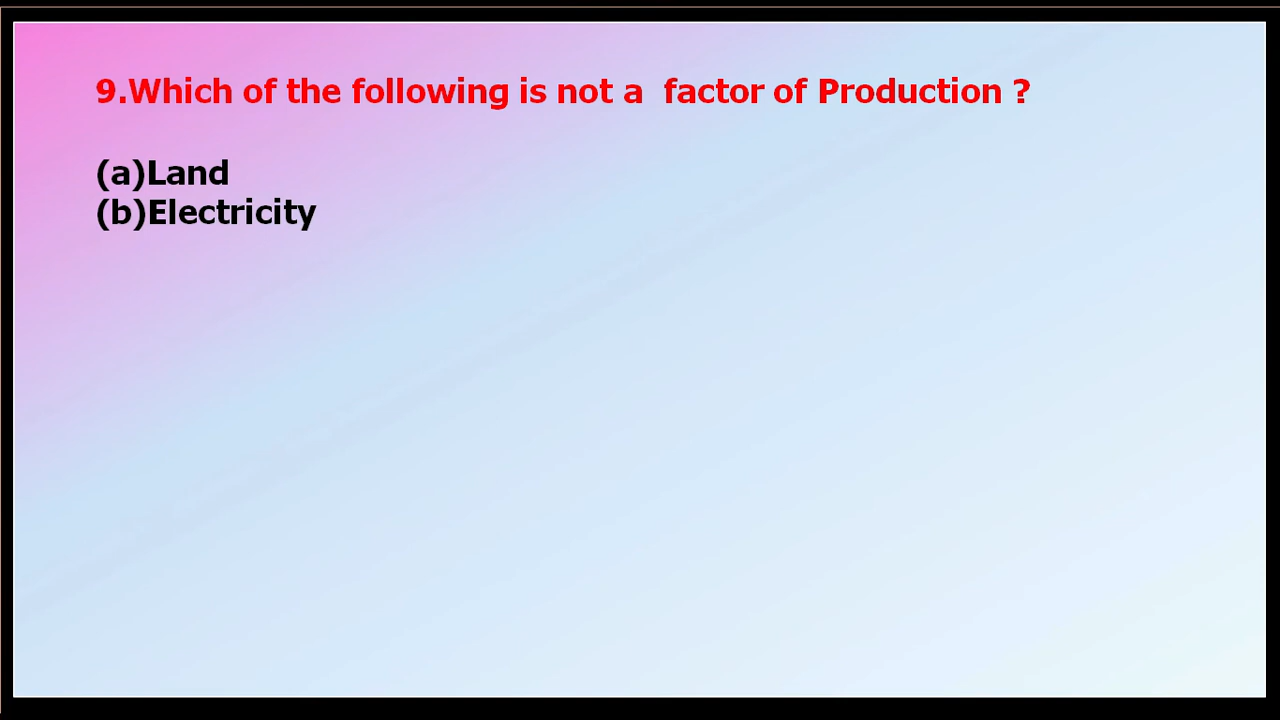 9.Which of the following is not a  factor of Production ?
(a)Land
(b)Electricity